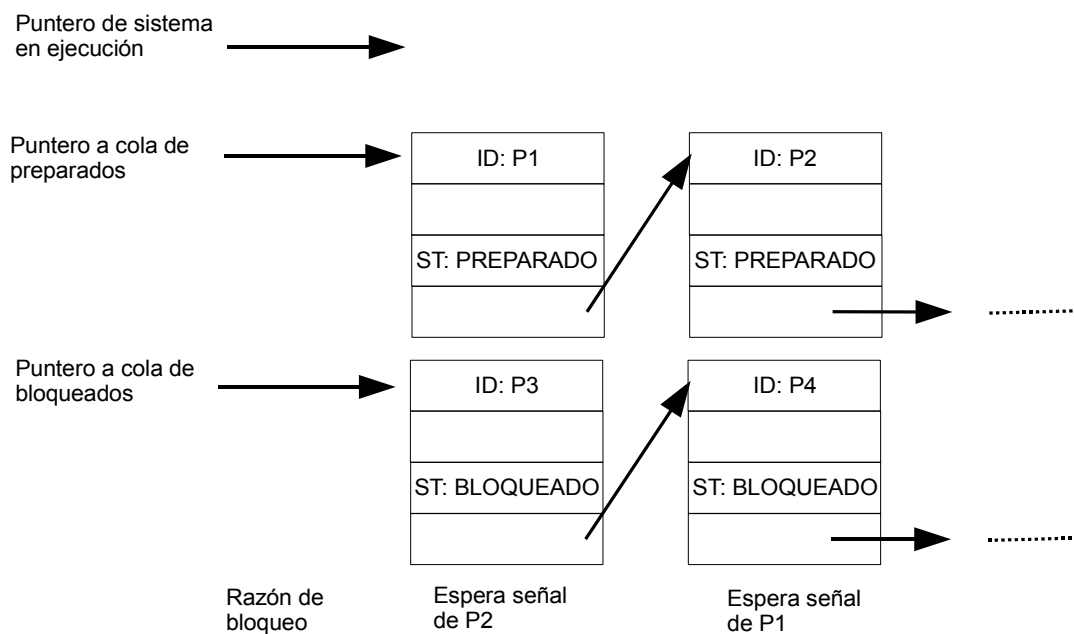 Puntero de sistema
en ejecución
Puntero a cola de
preparados
ID: P1
ID: P2
ST: PREPARADO
ST: PREPARADO
Puntero a cola de
bloqueados
ID: P3
ID: P4
ST: BLOQUEADO
ST: BLOQUEADO
Razón de
bloqueo
Espera señal
de P2
Espera señal
de P1